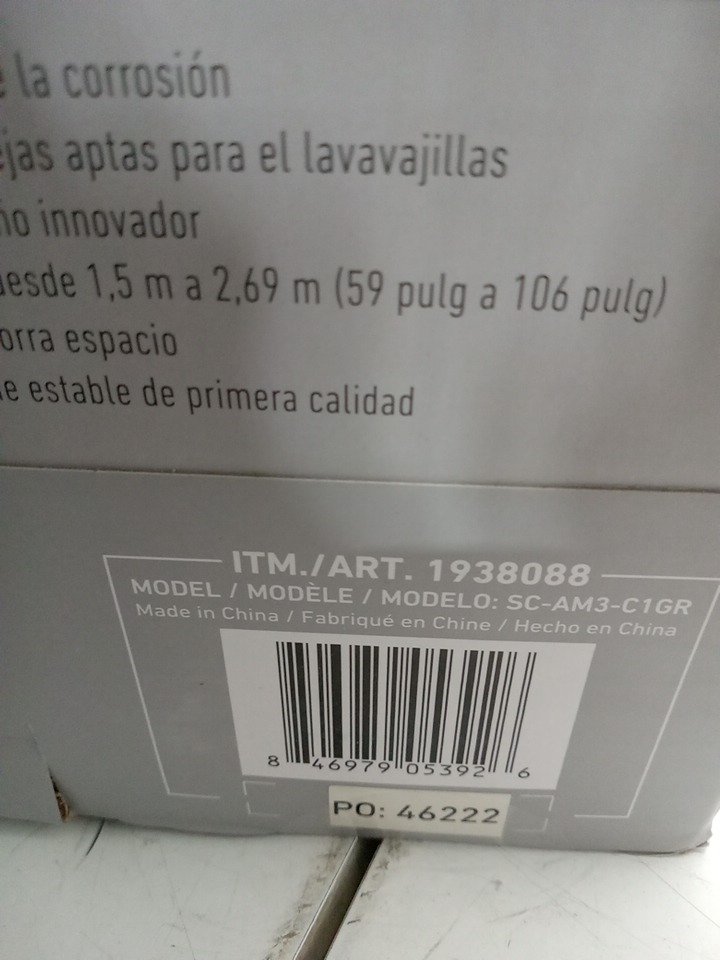 la corrosión
aptas para el lavavajillas
innovador
desde 1,5 m a 2,69 m (59 pulg a 106 pulg)
espacio
estable de primera calidad
ITM./ART. 1938088
MODEL / MODÈLE / MODELO: SC-AM3-C1GR
Made in China / Fabriqué en Chine / Hecho en China
8 46979 05392 6
PO: 46222